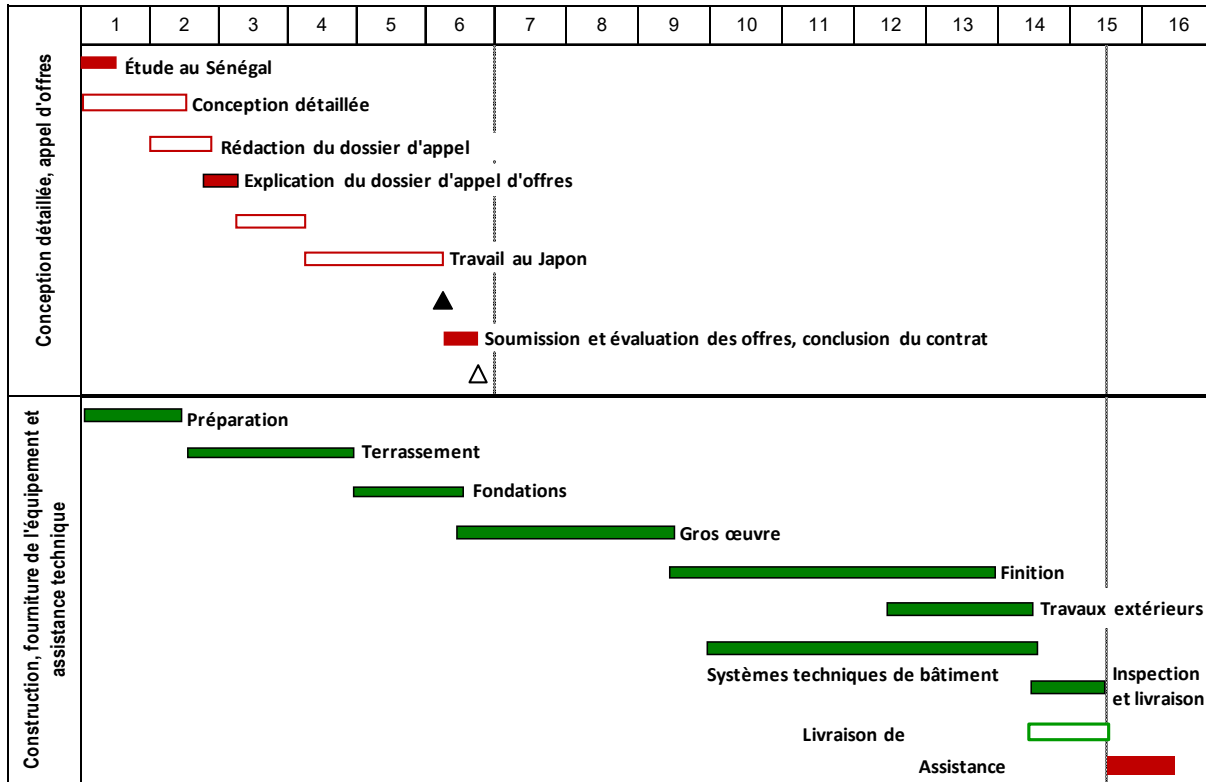 1 2 3 4 5 6 7 8 9 10 11 12 13 14 15 16
Conception détaillée, appel d'offres
Étude au Sénégal
Conception détaillée
Rédaction du dossier d'appel
Explication du dossier d'appel d'offres
Travail au Japon
Soumission et évaluation des offres, conclusion du contrat
Construction, fourniture de l'équipement et
assistance technique
Préparation
Terrassement
Fondations
Gros œuvre
Finition
Travaux extérieurs
Systèmes techniques de bâtiment
Inspection
et livraison
Livraison de
Assistance